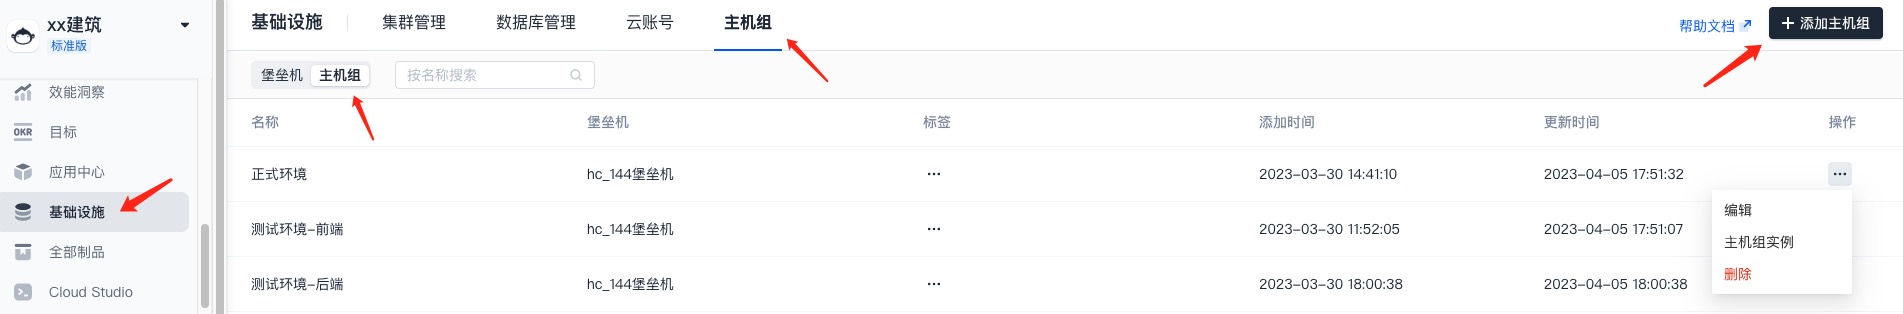 xx建筑
标准版
效能洞察
OKR 目标
应用中心
基础设施
全部制品
Cloud Studio
基础设施 集群管理 数据库管理 云账号 主机组 帮助文档 + 添加主机组
堡垒机 主机组 按名称搜索
名称 堡垒机 标签 添加时间 更新时间 操作
正式环境 hc_144堡垒机 ··· 2023-03-30 14:41:10 2023-04-05 17:51:32 ···
测试环境-前端 hc_144堡垒机 ··· 2023-03-30 11:52:05 2023-04-05 17:51:07
测试环境-后端 hc_144堡垒机 ··· 2023-03-30 18:00:38 2023-04-05 18:00:38
编辑
主机组实例
删除